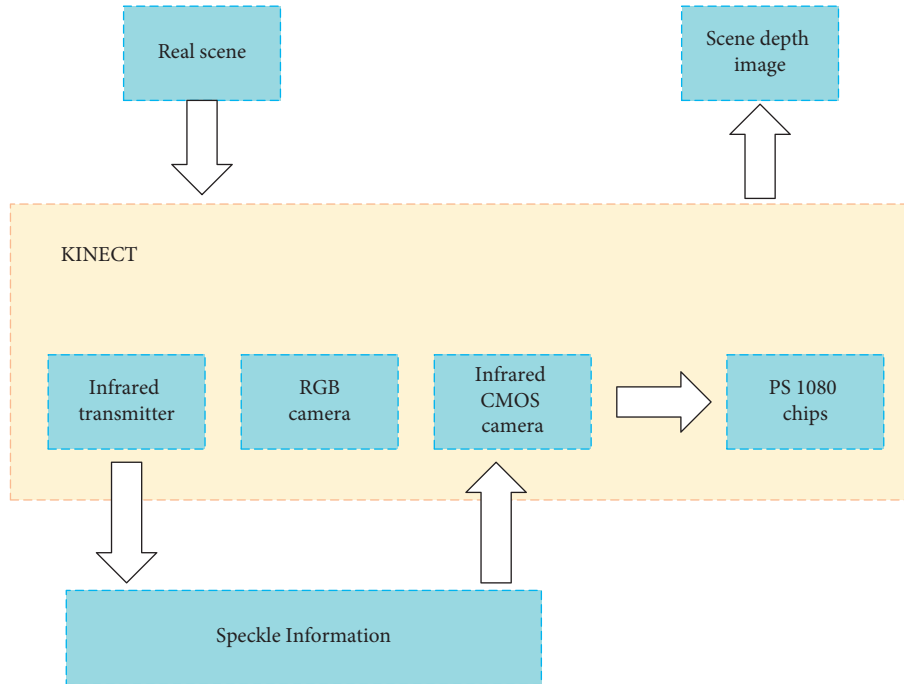 Real scene
Scene depth
image
KINECT
Infrared
transmitter
RGB
camera
Infrared
CMOS
camera
PS 1080
chips
Speckle Information